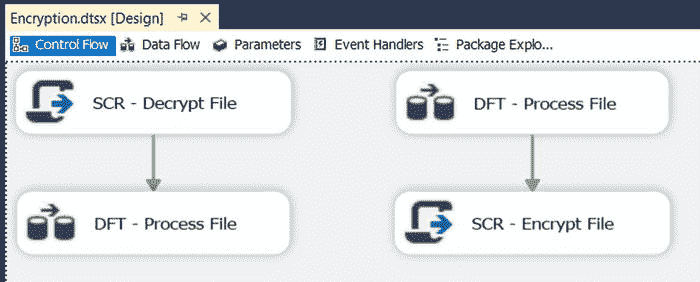 Encryption.dtsx [Design]
Control Flow Data Flow Parameters Event Handlers Package Explo...
SCR - Decrypt File DFT - Process File
DFT - Process File SCR - Encrypt File